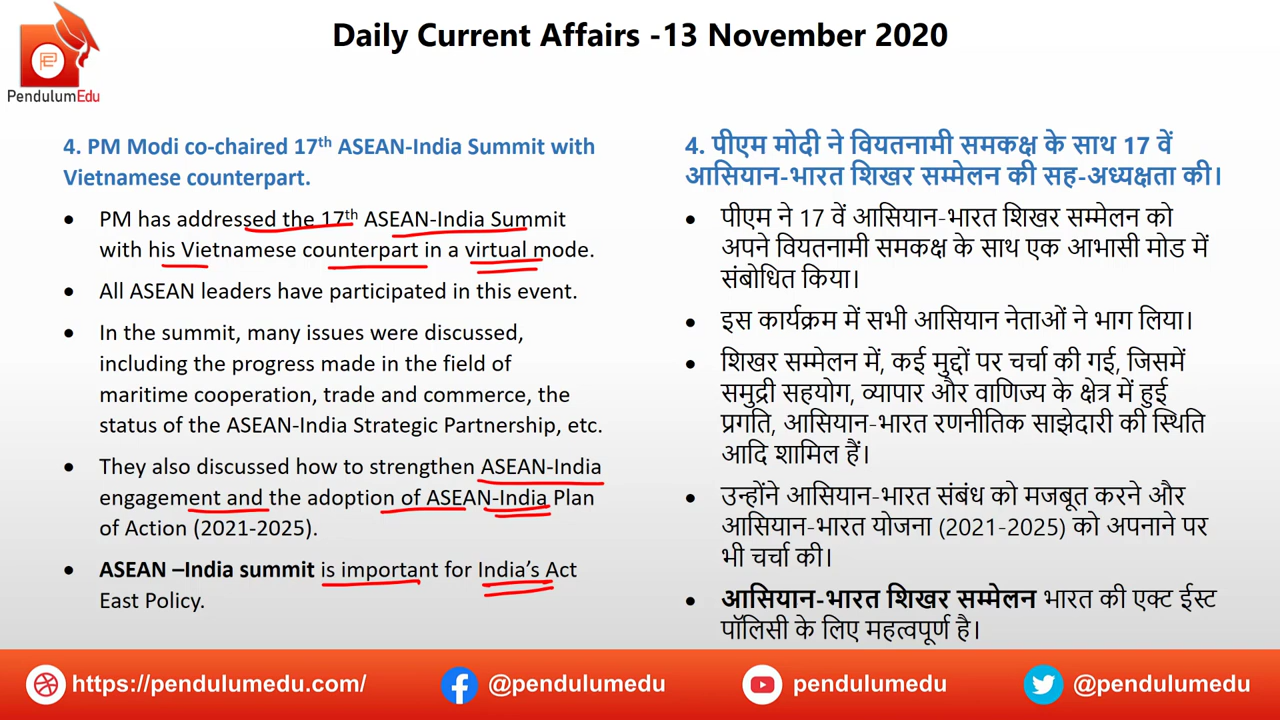 Daily Current Affairs -13 November 2020
PendulumEdu
4. PM Modi co-chaired 17th ASEAN-India Summit with
Vietnamese counterpart.
• PM has addressed the 17th ASEAN-India Summit
with his Vietnamese counterpart in a virtual mode.
• All ASEAN leaders have participated in this event.
• In the summit, many issues were discussed,
including the progress made in the field of
maritime cooperation, trade and commerce, the
status of the ASEAN-India Strategic Partnership, etc.
• They also discussed how to strengthen ASEAN-India
engagement and the adoption of ASEAN-India Plan
of Action (2021-2025).
• ASEAN –India summit is important for India's Act
East Policy.
4. पीएम मोदी ने वियतनामी समकक्ष के साथ 17 वें
आसियान-भारत शिखर सम्मेलन की सह-अध्यक्षता की।
• पीएम ने 17 वें आसियान-भारत शिखर सम्मेलन को
अपने वियतनामी समकक्ष के साथ एक आभासी मोड में
संबोधित किया।
• इस कार्यक्रम में सभी आसियान नेताओं ने भाग लिया।
• शिखर सम्मेलन में, कई मुद्दों पर चर्चा की गई, जिसमें
समुद्री सहयोग, व्यापार और वाणिज्य के क्षेत्र में हुई
प्रगति, आसियान-भारत रणनीतिक साझेदारी की स्थिति
आदि शामिल हैं।
• उन्होंने आसियान-भारत संबंध को मजबूत करने और
आसियान-भारत योजना (2021-2025) को अपनाने पर
भी चर्चा की।
• आसियान-भारत शिखर सम्मेलन भारत की एक्ट ईस्ट
पॉलिसी के लिए महत्वपूर्ण है।
https://pendulumedu.com/ @pendulumedu pendulumedu @pendulumedu